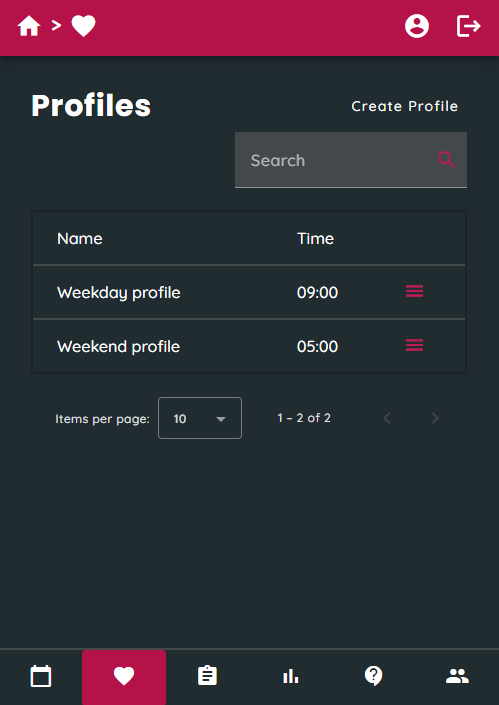 >
Profiles
Create Profile
Search
Name Time
Weekday profile 09:00
Weekend profile 05:00
Items per page: 10 1 – 2 of 2